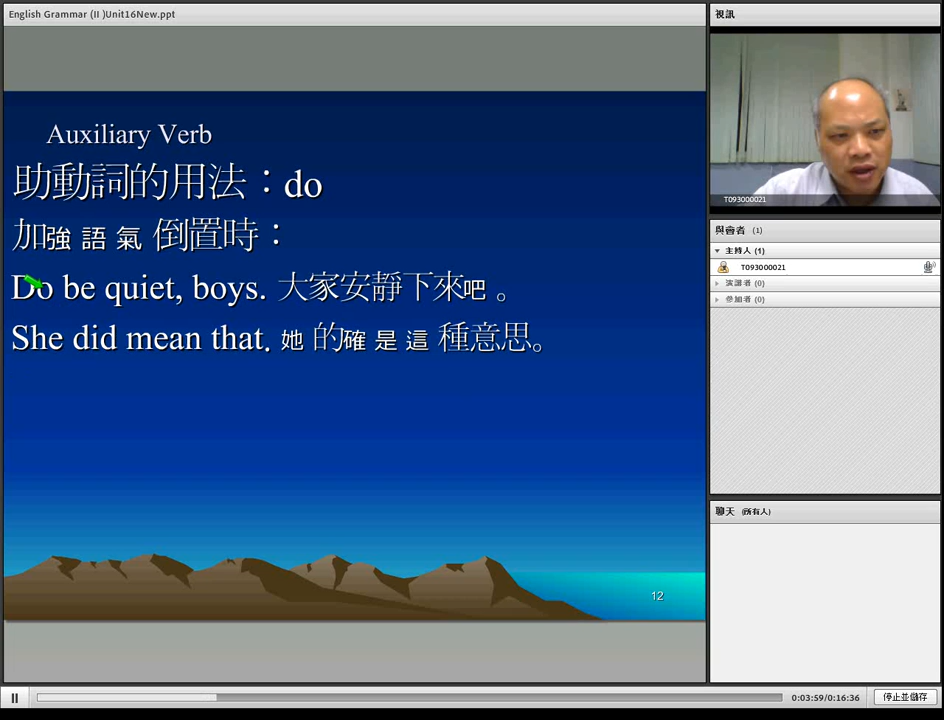 English Grammar (II )Unit16New.ppt
Auxiliary Verb
助動詞的用法：do
加強語氣倒置時：
Do be quiet, boys. 大家安靜下來吧。
She did mean that. 她的確是這種意思。
12
視訊
T093000021
與會者 (1)
主持人 (1)
T093000021
演講者 (0)
參加者 (0)
聊天 (所有人)
0:03:59/0:16:36
停止並儲存